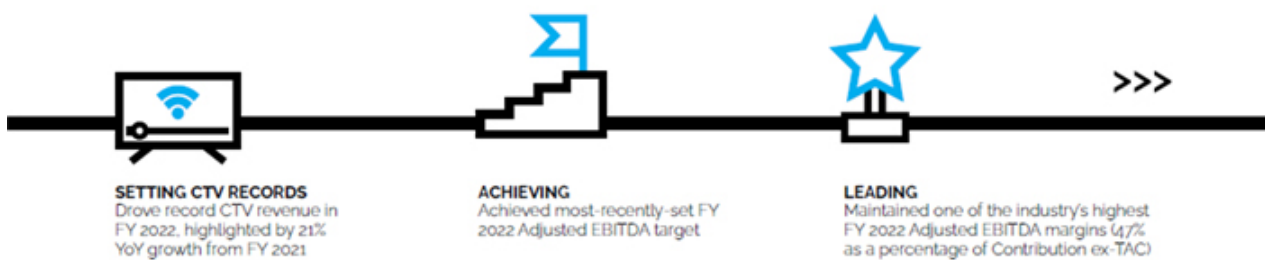 >>>
SETTING CTV RECORDS
Drove record CTV revenue in
FY 2022, highlighted by 21%
YoY growth from FY 2021
ACHIEVING
Achieved most-recently-set FY
2022 Adjusted EBITDA target
LEADING
Maintained one of the industry's highest
FY 2022 Adjusted EBITDA margins (47%
as a percentage of Contribution ex-TAC)